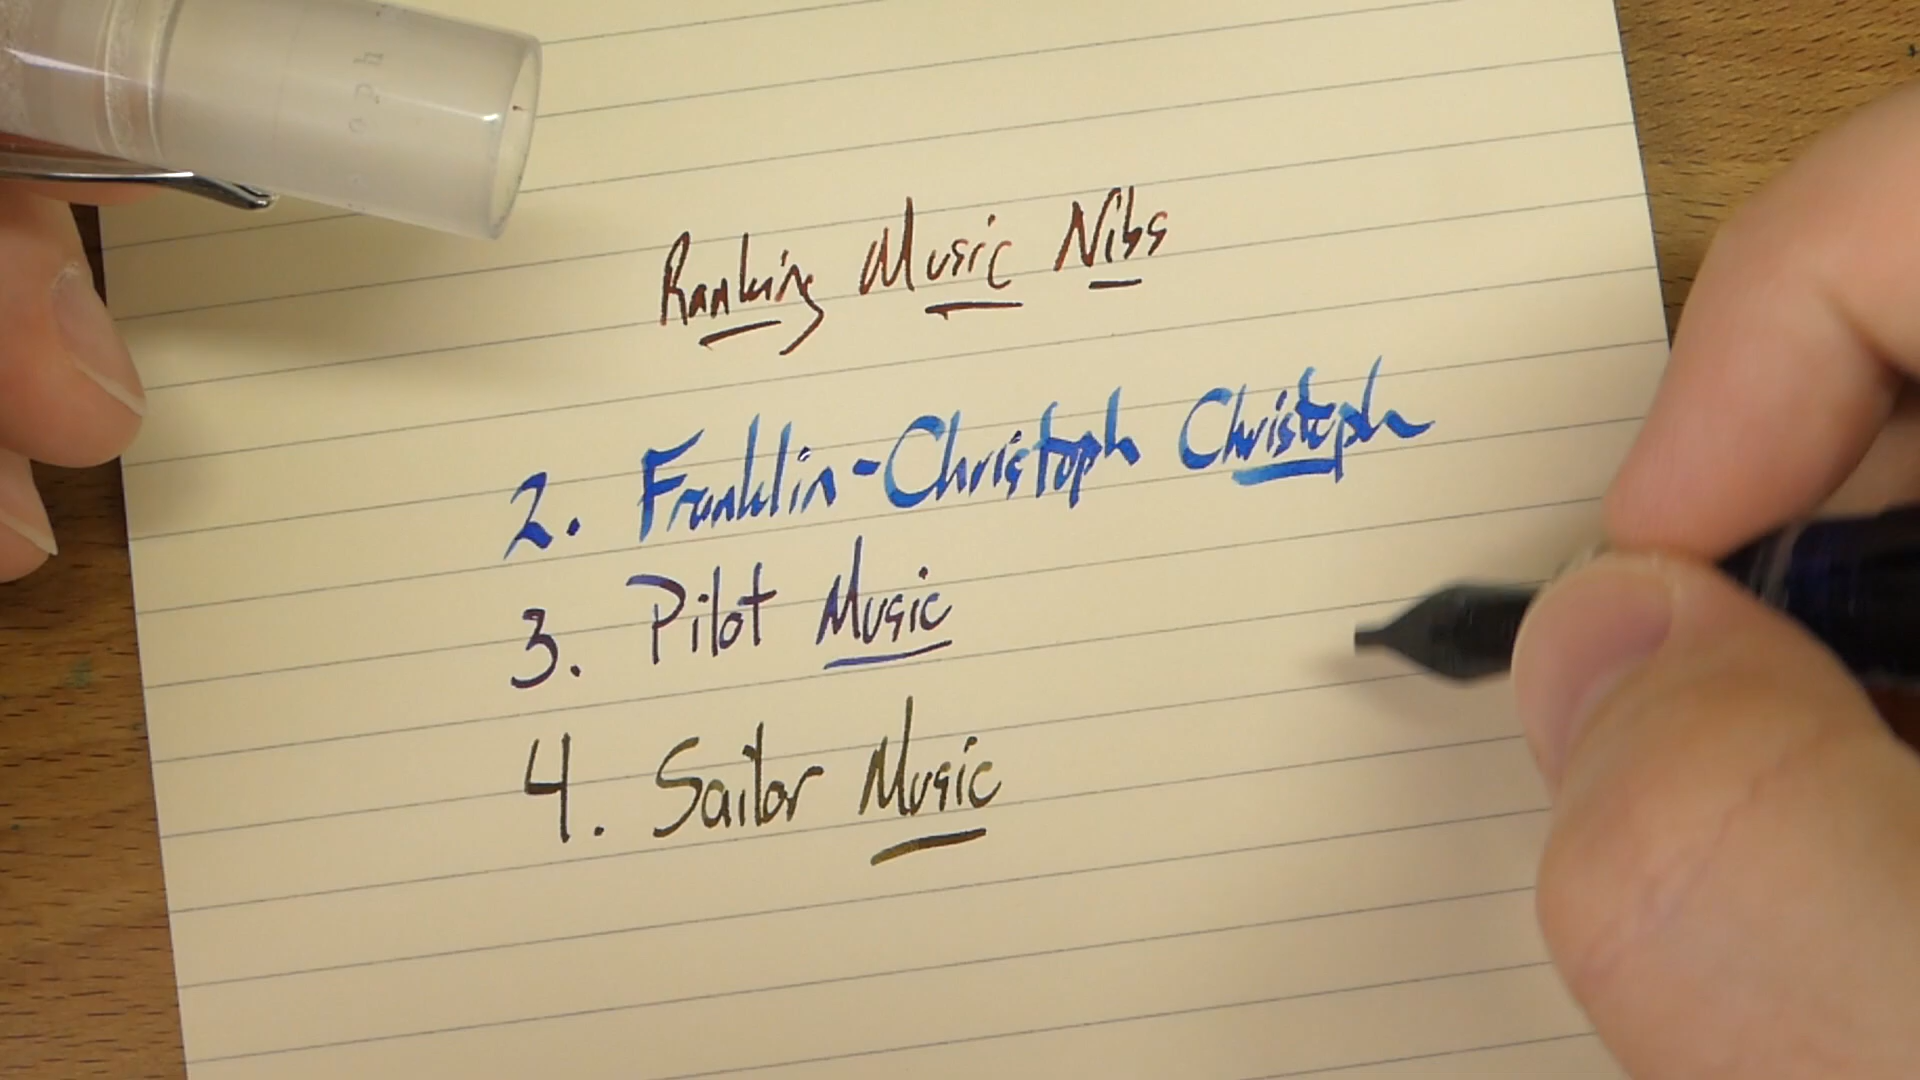 Ranking Music Nibs
2. Franklin-Christoph Christoph
3. Pilot Music
4. Sailor Music